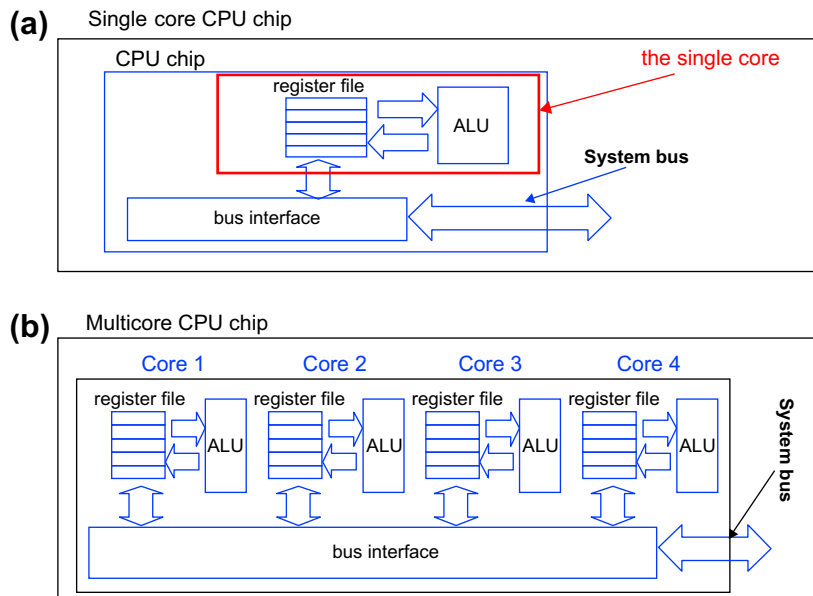 (a)
Single core CPU chip
CPU chip
the single core
register file
ALU
System bus
bus interface
(b)
Multicore CPU chip
Core 1
Core 2
Core 3
Core 4
register file
register file
register file
register file
ALU
ALU
ALU
ALU
System bus
bus interface